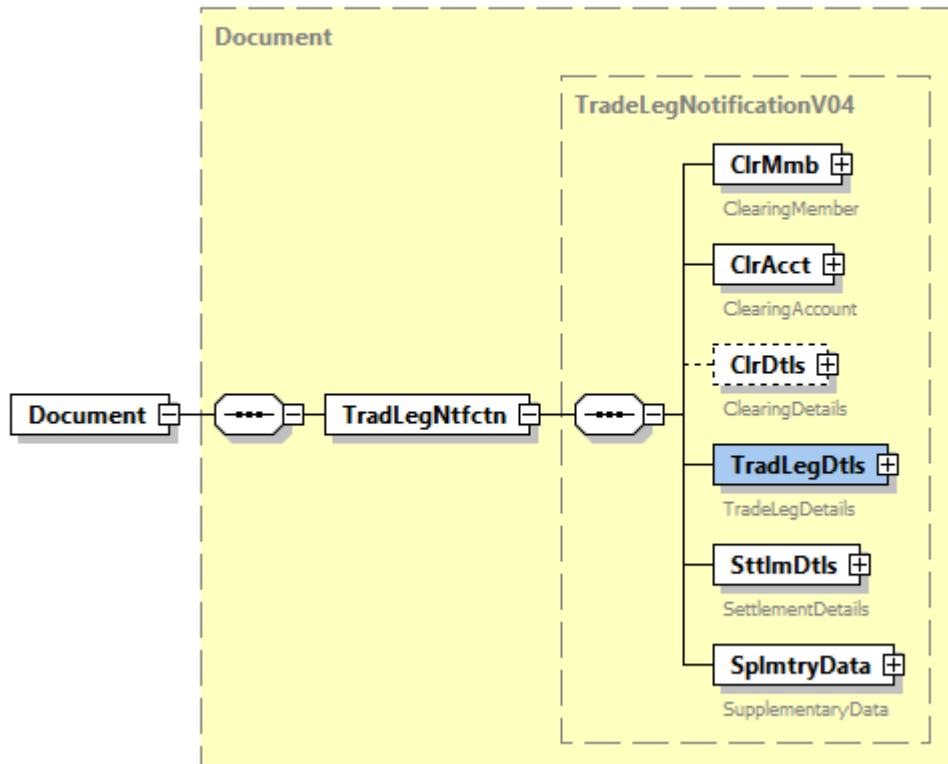 Document
TradeLegNotificationV04
ClrMmb
ClearingMember
ClrAcct
ClearingAccount
ClrDtls
ClearingDetails
Document
TradLegNtfctn
TradLegDtls
TradeLegDetails
SttlmDtls
SettlementDetails
SplmtryData
SupplementaryData